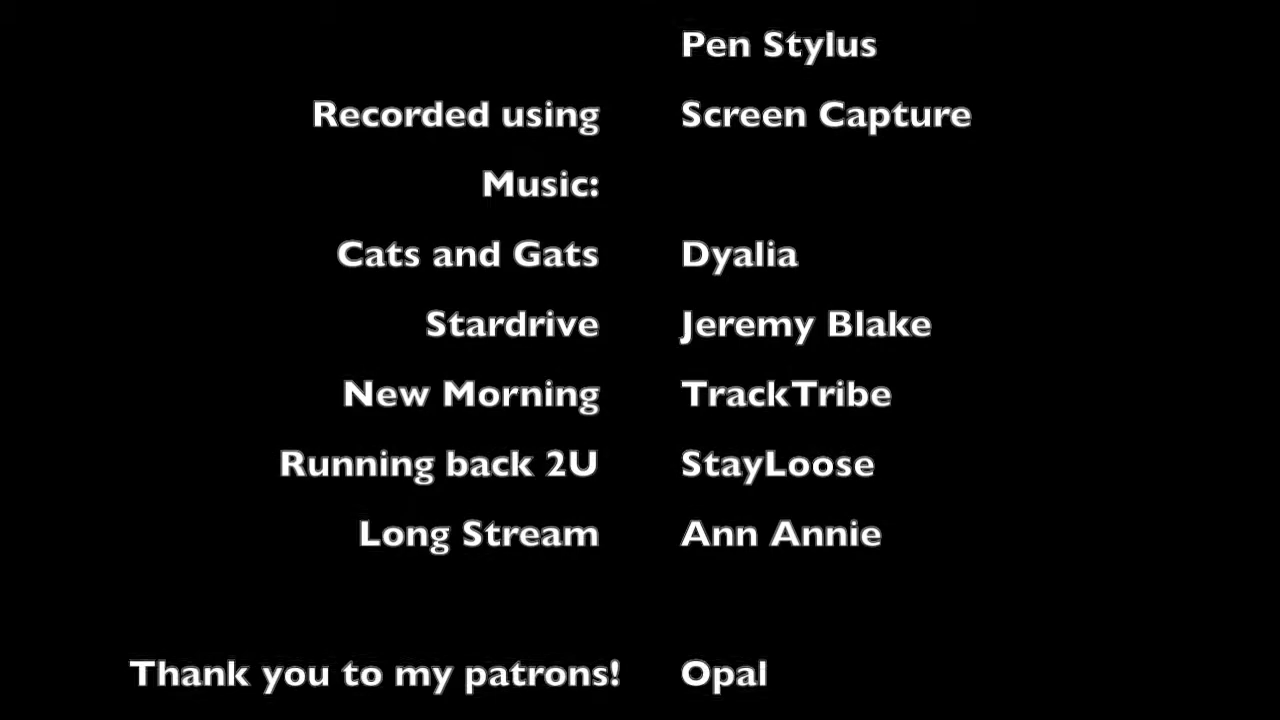 Pen Stylus
Recorded using Screen Capture
Music:
Cats and Gats Dyalia
Stardrive Jeremy Blake
New Morning TrackTribe
Running back 2U StayLoose
Long Stream Ann Annie
Thank you to my patrons! Opal